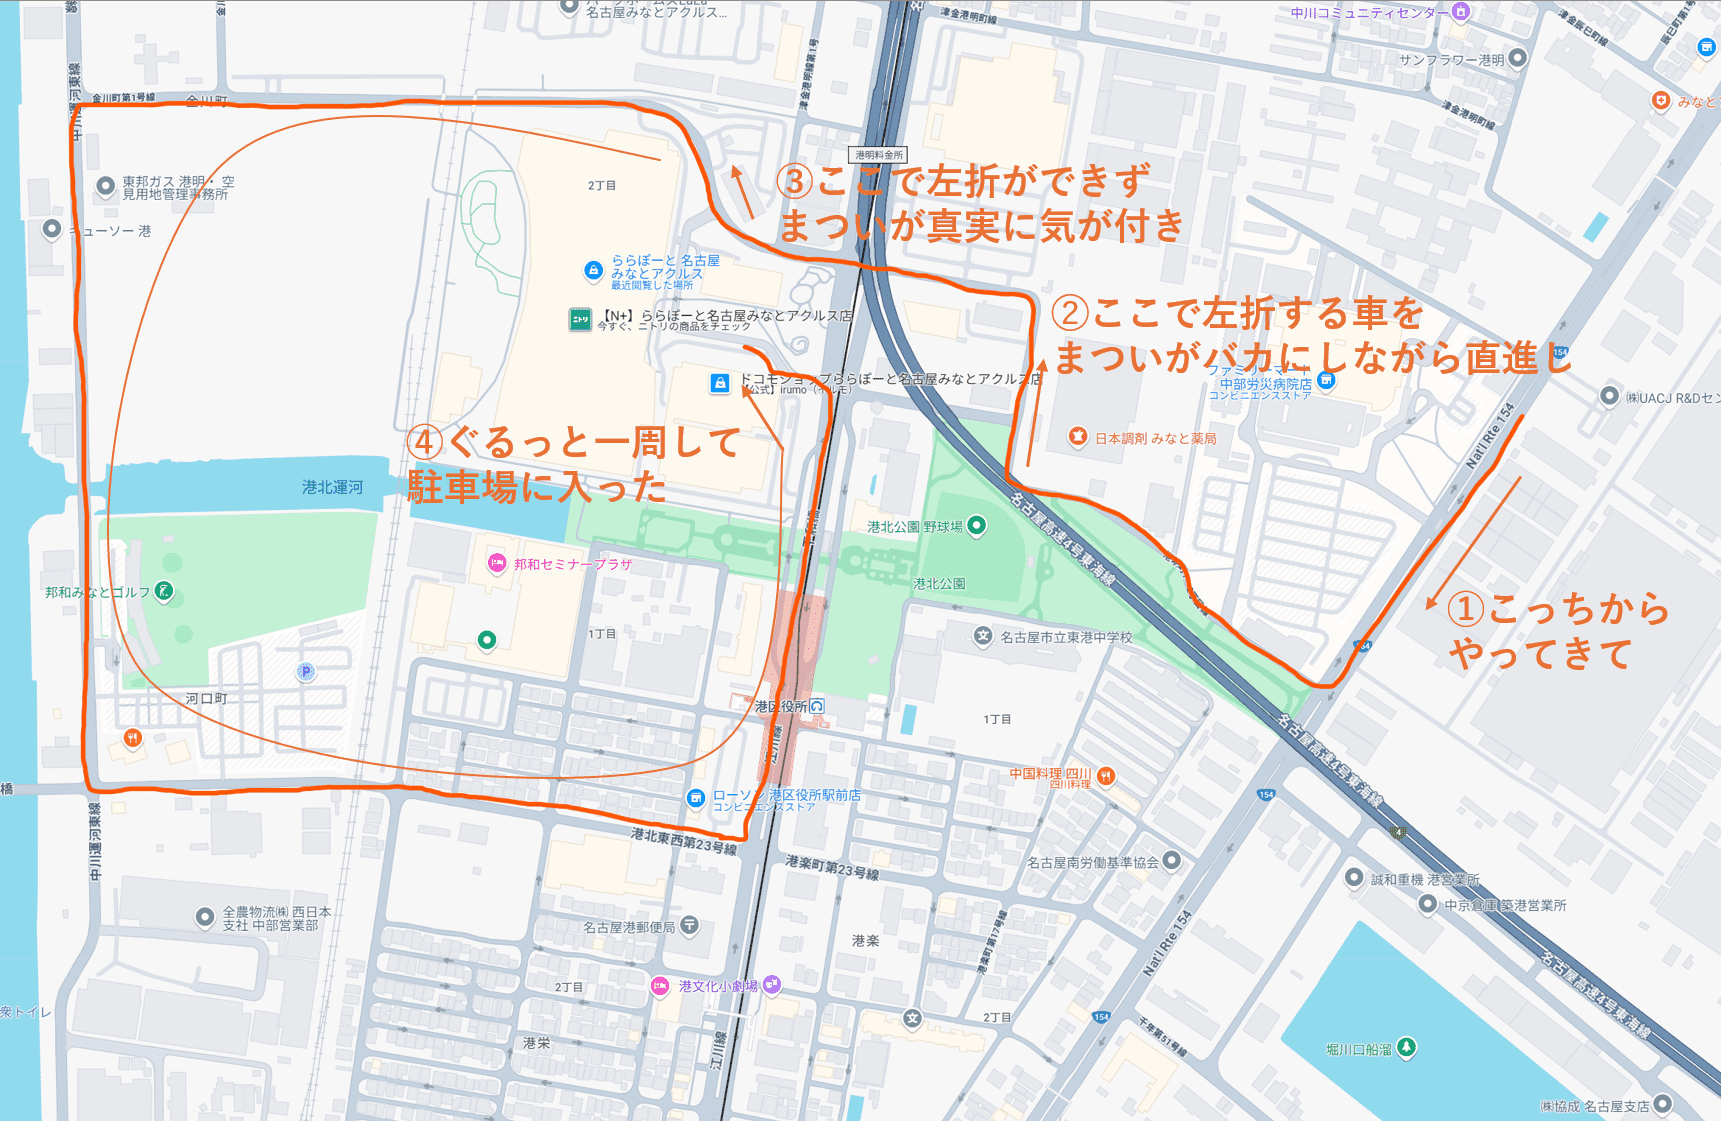 名古屋みなとアクルス...
津金港明町線
中川コミュニティセンター
サンフラワー港明
津金港明町線
津金港明線第1号
中川運河東線
金川町第1号線
金川町
港明料金所
2丁目
東邦ガス 港明・空
見用地管理事務所
キューソー 港
③ここで左折ができず
まついが真実に気が付き
ららぽーと 名古屋
みなとアクルス
最近閲覧した場所
【N+】ららぽーと名古屋みなとアクルス店
今すぐ、ニトリの商品をチェック
ニトリ
②ここで左折する車を
まついがバカにしながら直進し
154
ファミリーマート
中部労災病院店
コンビニエンスストア
ドコモショップららぽーと名古屋みなとアクルス店
【公式】irumo（イルモ）
㈱UACJ R&Dセン
日本調剤 みなと薬局
Nat'l Rte 154
④ぐるっと一周して
駐車場に入った
港北運河
港北公園 野球場
名古屋高速4号東海線
港北公園
邦和セミナープラザ
邦和みなとゴルフ
P
①こっちから
やってきて
1丁目
名古屋市立東港中学校
河口町
港区役所
江川線
1丁目
名古屋高速4号東海線
中国料理 四川
四川料理
154
橋
ローソン 港区役所駅前店
コンビニエンスストア
港北東西第23号線
港楽町第23号線
中川運河東線
名古屋南労働基準協会
誠和重機 港営業所
中京倉庫 築港営業所
全農物流㈱ 西日本
支社 中部営業部
名古屋港郵便局
港楽
港楽町第17号線
Nat'l Rte 154
名古屋高速4号東海線
2丁目
港文化小劇場
衆トイレ
2丁目
154
千年第51号線
港栄
江川線
堀川口船溜
㈱協成 名古屋支店